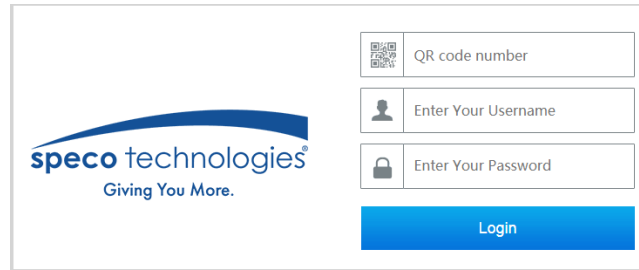 speco technologies®
Giving You More.
QR code number
Enter Your Username
Enter Your Password
Login